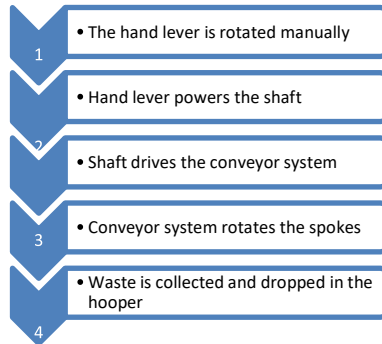 1
• The hand lever is rotated manually
• Hand lever powers the shaft
2
• Shaft drives the conveyor system
3
• Conveyor system rotates the spokes
• Waste is collected and dropped in the
hooper
4